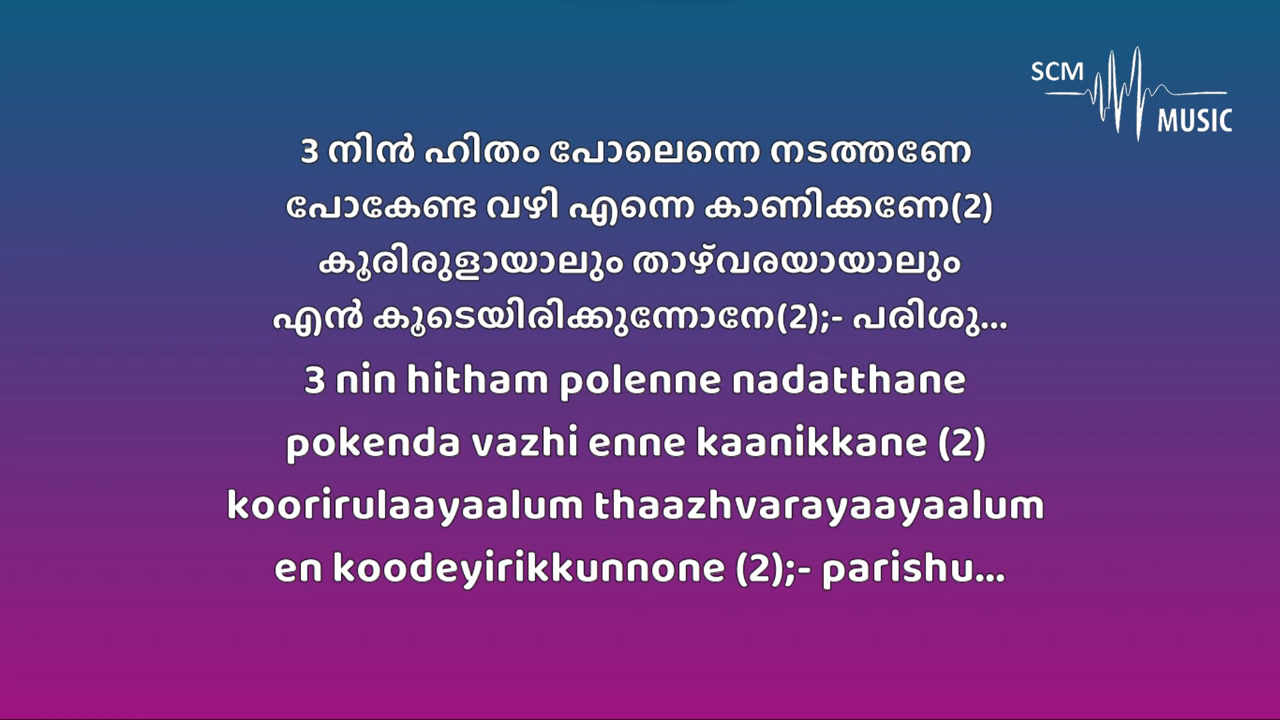 SCM
MUSIC
3 നിൻ ഹിതം പോലെന്നെ നടത്തണേ
പോകേണ്ട വഴി എന്നെ കാണിക്കണേ(2)
കൂരിരുളായാലും താഴ്‌വരയായാലും
എൻ കൂടെയിരിക്കുന്നോനേ(2);- പരിശു...
3 nin hitham polenne nadatthane
pokenda vazhi enne kaanikkane (2)
koorirulaayaalum thaazhvarayaayaalum
en koodeyirikkunnone (2);- parishu...